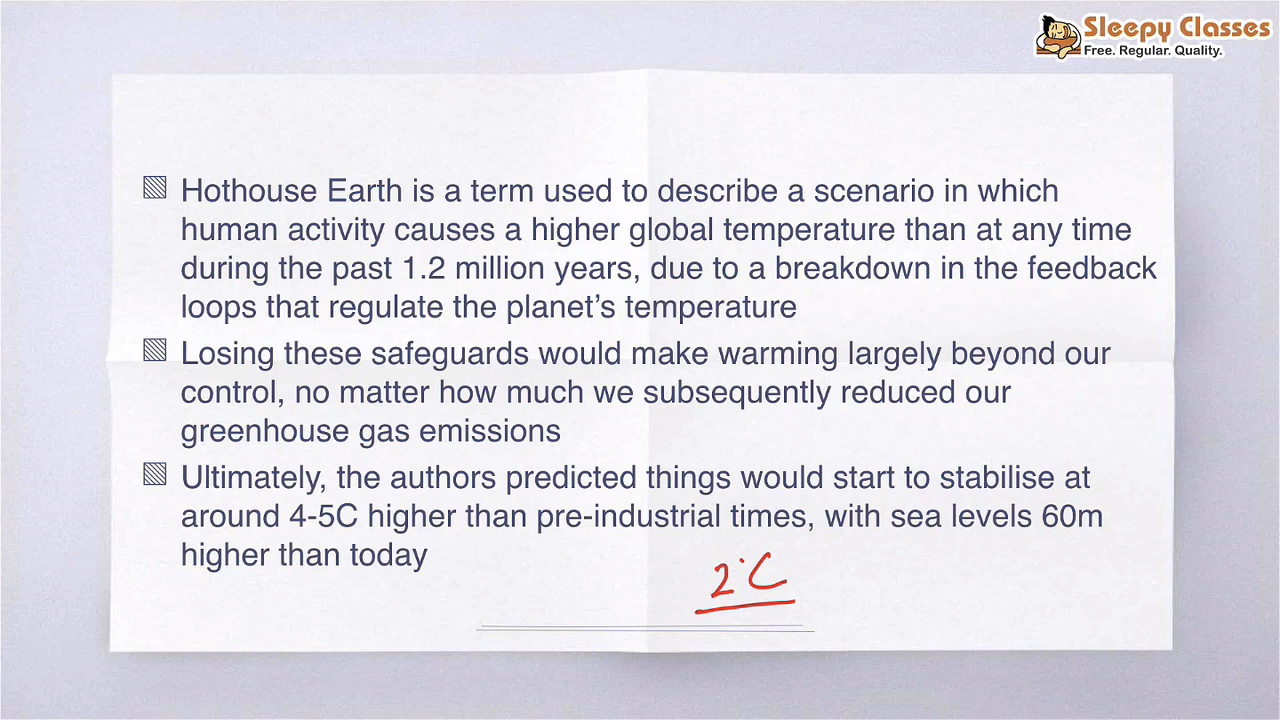 Sleepy Classes
Free. Regular. Quality.
Hothouse Earth is a term used to describe a scenario in which
human activity causes a higher global temperature than at any time
during the past 1.2 million years, due to a breakdown in the feedback
loops that regulate the planet’s temperature
Losing these safeguards would make warming largely beyond our
control, no matter how much we subsequently reduced our
greenhouse gas emissions
Ultimately, the authors predicted things would start to stabilise at
around 4-5C higher than pre-industrial times, with sea levels 60m
higher than today
2°C